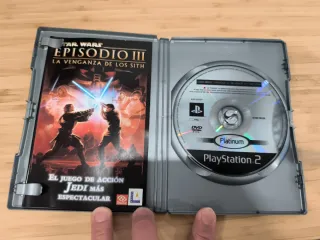 STAR WARS
EPISODIO III
LA VENGANZA DE LOS SITH
EL JUEGO DE ACCIÓN
JEDI MÁS
ESPECTACULAR
Platinum
PlayStation 2